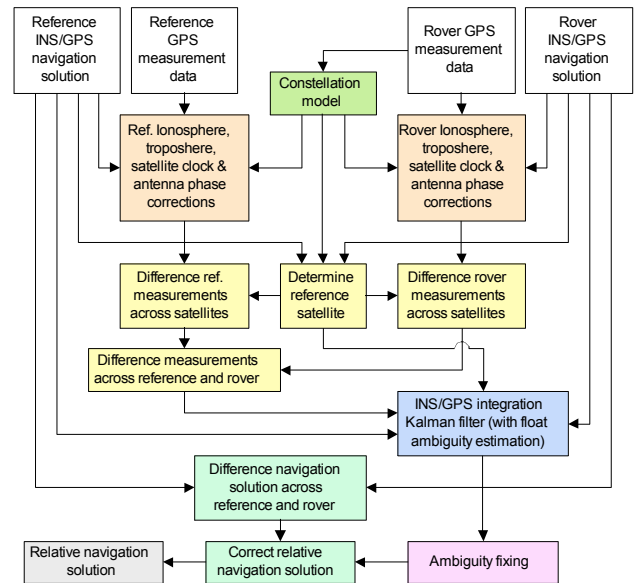 Reference
INS/GPS
navigation
solution
Reference
GPS
measurement
data
Rover GPS
measurement
data
Rover
INS/GPS
navigation
solution
Constellation
model
Ref. Ionosphere,
troposhere,
satellite clock &
antenna phase
corrections
Rover Ionosphere,
troposhere,
satellite clock &
antenna phase
corrections
Difference ref.
measurements
across satellites
Determine
reference
satellite
Difference rover
measurements
across satellites
Difference measurements
across reference and rover
INS/GPS integration
Kalman filter (with float
ambiguity estimation)
Difference navigation
solution across
reference and rover
Relative navigation
solution
Correct relative
navigation solution
Ambiguity fixing